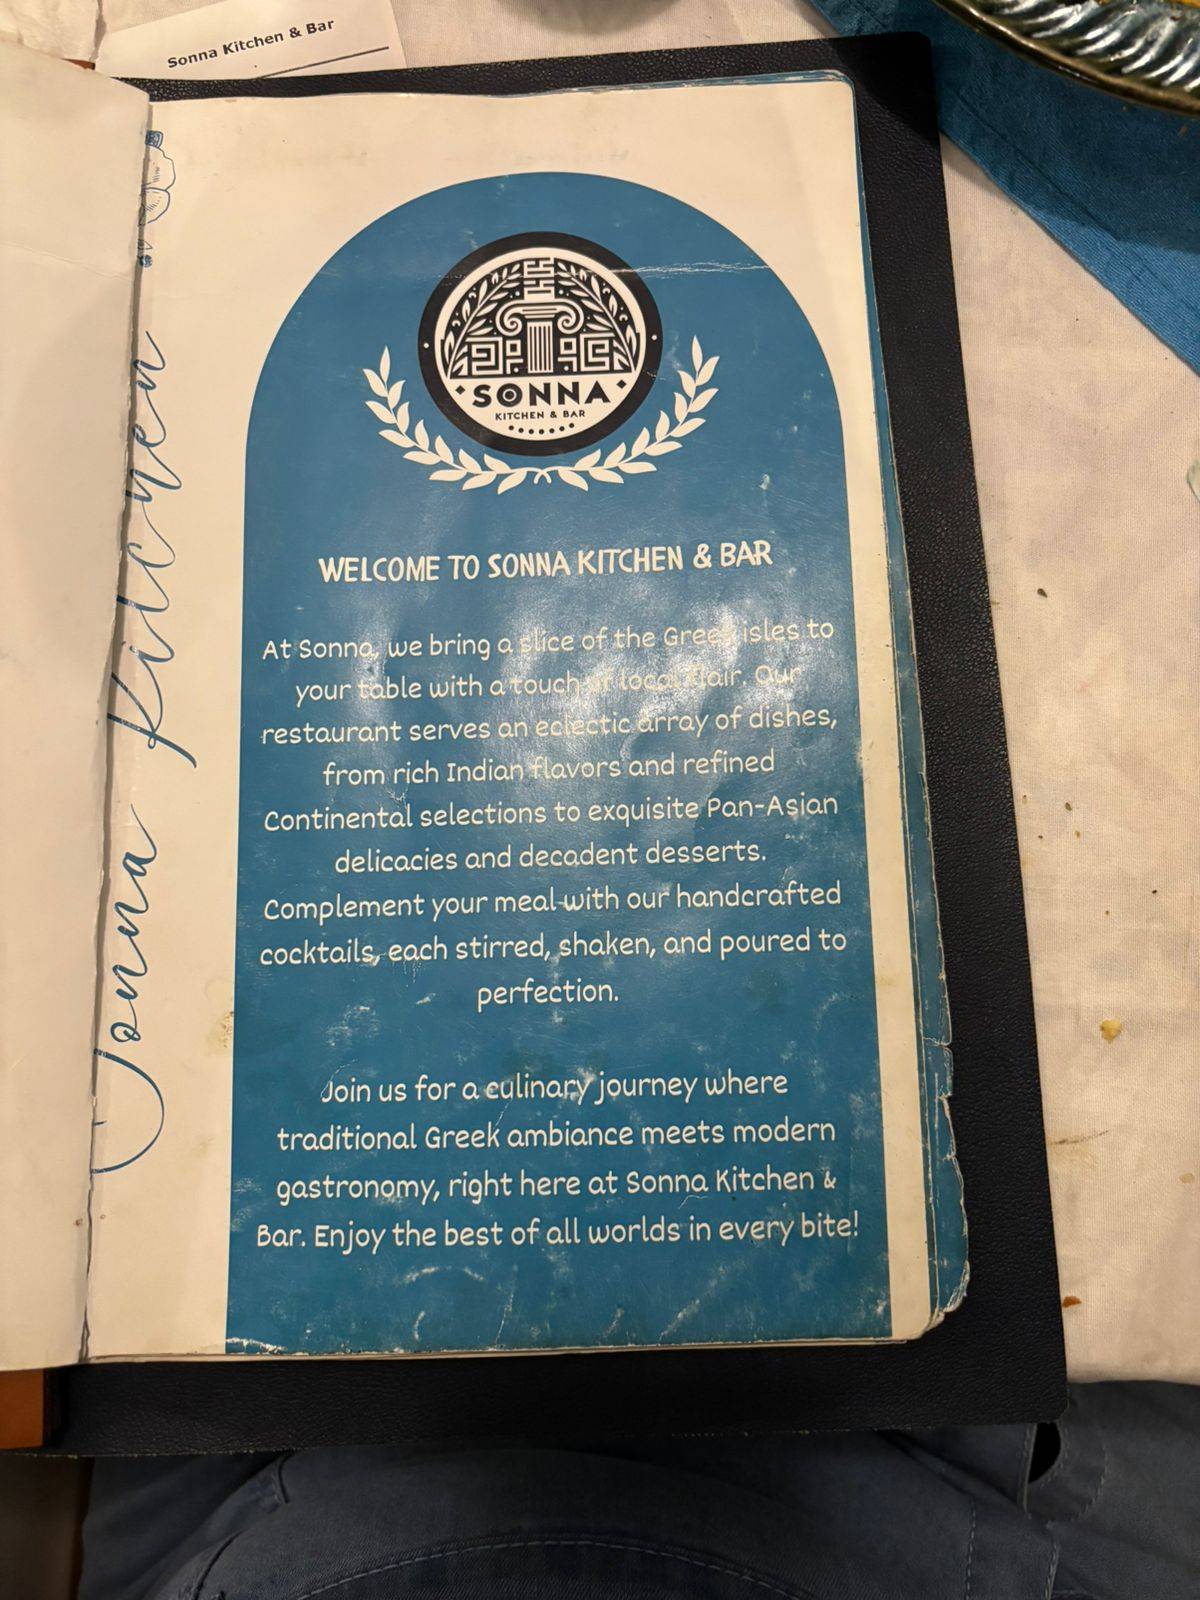 Sonna Kitchen & Bar
Sonna Kitchen
SONNA
KITCHEN & BAR
WELCOME TO SONNA KITCHEN & BAR
At Sonna, we bring a slice of the Greek isles to
your table with a touch of local flair. Our
restaurant serves an eclectic array of dishes,
from rich Indian flavors and refined
Continental selections to exquisite Pan-Asian
delicacies and decadent desserts.
Complement your meal with our handcrafted
cocktails, each stirred, shaken, and poured to
perfection.
Join us for a culinary journey where
traditional Greek ambiance meets modern
gastronomy, right here at Sonna Kitchen &
Bar. Enjoy the best of all worlds in every bite!